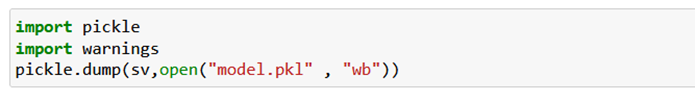 import pickle
import warnings
pickle.dump(sv,open("model.pkl" , "wb"))